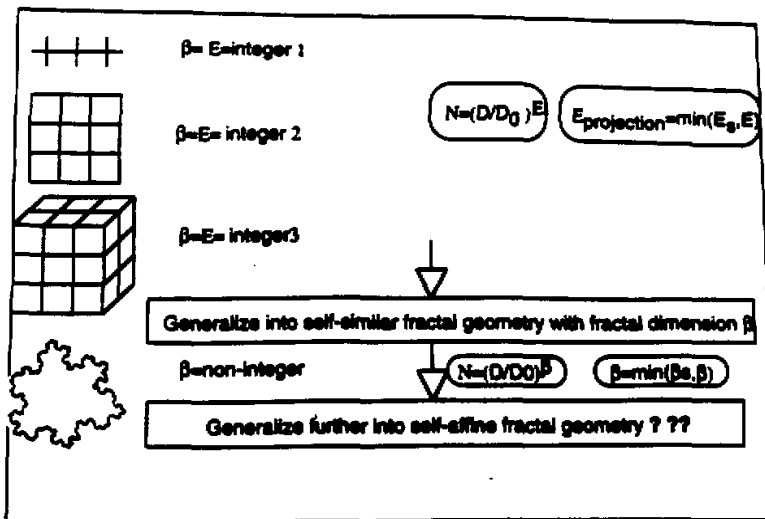 β= E=integer 1
N=(D/D0 )E
Eprojection=min(Es,E)
β=E= integer 2
β=E= integer3
Generalize into self-similar fractal geometry with fractal dimension β
β=non-integer
N=(D/D0)β
β=min(βs,β)
Generalize further into self-affine fractal geometry ? ??